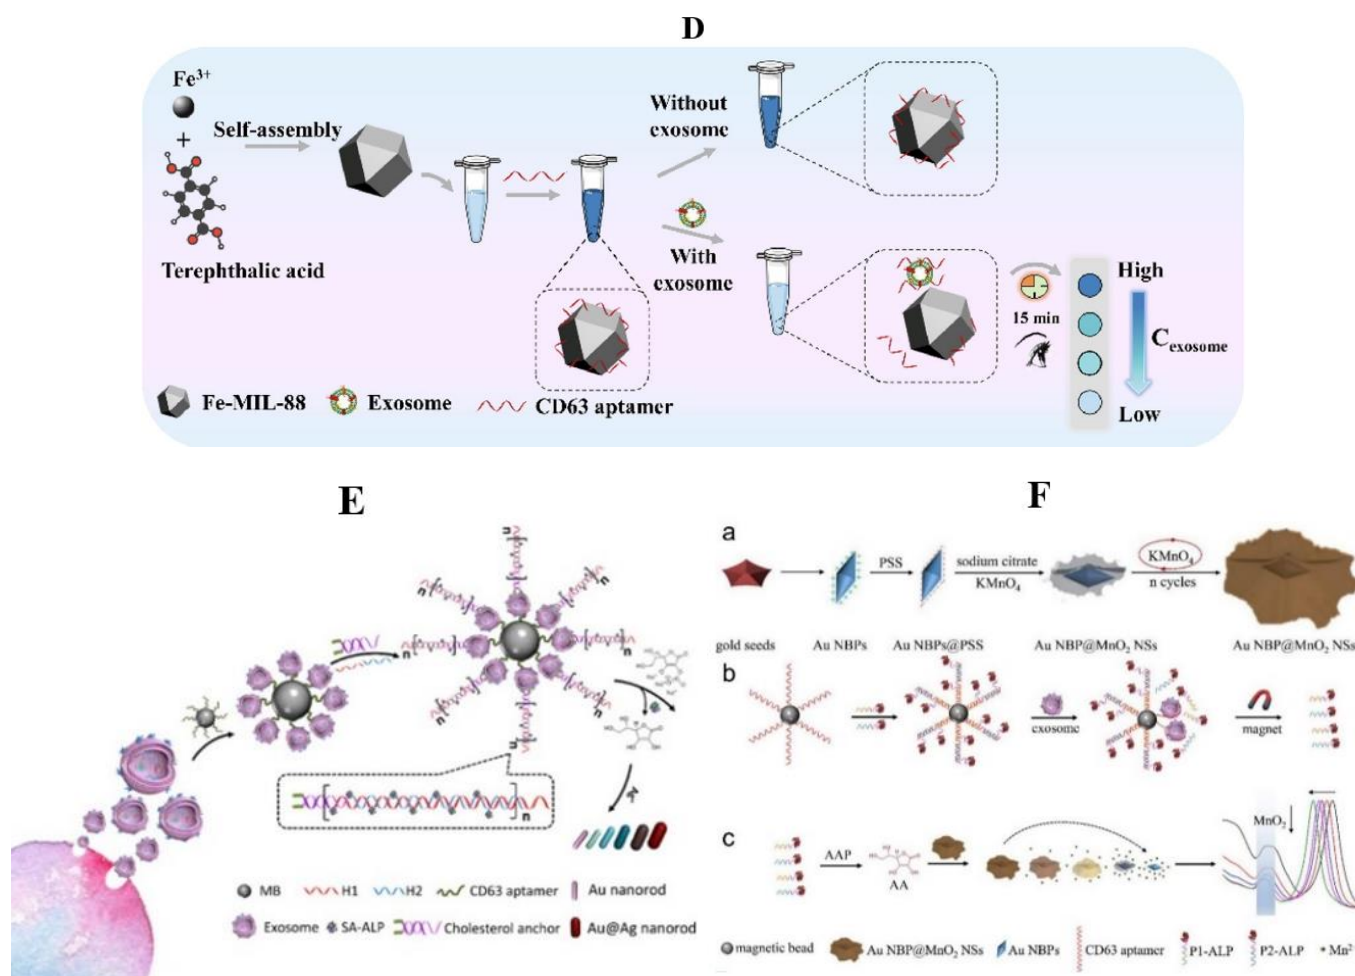 D
Fe³⁺
+
Self-assembly
Terephthalic acid
Without
exosome
With
exosome
15 min
High
C_exosome
Low
Fe-MIL-88
Exosome
CD63 aptamer
E
n
n
n
n
n
n
n
n
n
MB
H1
H2
CD63 aptamer
Au nanorod
Exosome
SA-ALP
Cholesterol anchor
Au@Ag nanorod
F
a
PSS
sodium citrate
KMnO₄
KMnO₄
n cycles
gold seeds
Au NBPs
Au NBPs@PSS
Au NBP@MnO₂ NSs
Au NBP@MnO₂ NSs
b
exosome
magnet
c
AAP
AA
MnO₂
magnetic bead
Au NBP@MnO₂ NSs
Au NBPs
CD63 aptamer
P1-ALP
P2-ALP